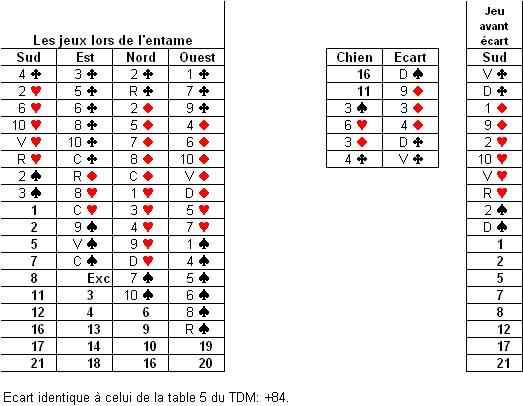 Jeu
avant
Les jeux lors de l'entame écart
Sud Est Nord Ouest Chien Ecart Sud
4 ♣ 3 ♣ 2 ♣ 1 ♣ 16 D ♠ V ♣
2 ♥ 5 ♣ R ♣ 7 ♣ 11 9 ♦ D ♣
6 ♥ 6 ♣ 2 ♦ 9 ♣ 3 ♠ 3 ♦ 1 ♦
10 ♥ 8 ♣ 5 ♦ 4 ♦ 6 ♥ 4 ♦ 9 ♦
V ♥ 10 ♣ 7 ♦ 6 ♦ 3 ♦ D ♣ 2 ♥
R ♥ C ♣ 8 ♦ 10 ♦ 4 ♣ V ♣ 10 ♥
2 ♠ R ♦ C ♦ V ♦ V ♥
3 ♠ 8 ♥ 1 ♥ D ♦ R ♥
1 C ♥ 3 ♥ 5 ♥ 2 ♠
2 9 ♠ 4 ♥ 7 ♥ D ♠
5 V ♠ 9 ♥ 1 ♠ 1
7 C ♠ D ♥ 4 ♠ 2
8 Exc 7 ♠ 5 ♠ 5
11 3 10 ♠ 6 ♠ 7
12 4 6 8 ♠ 8
16 13 9 R ♠ 12
17 14 10 19 17
21 18 16 20 21
Ecart identique à celui de la table 5 du TDM: +84.